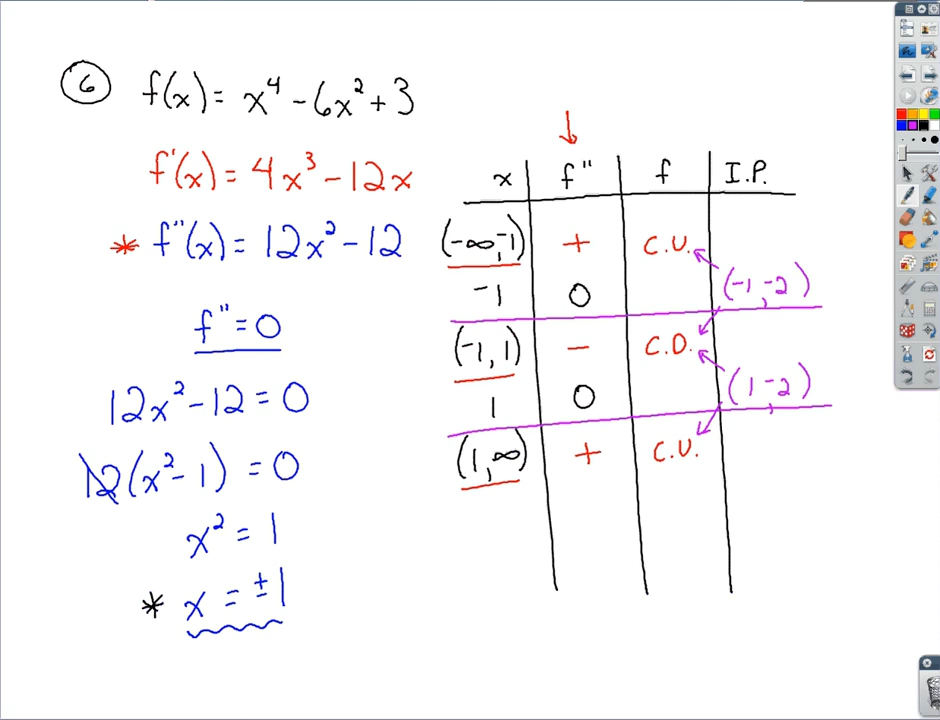 6 f(x) = x⁴ - 6x² + 3
f'(x) = 4x³ - 12x
* f"(x) = 12x² - 12
f" = 0
12x² - 12 = 0
12(x² - 1) = 0
x² = 1
* x = ±1
x f" f I.P.
(-∞,-1) + C.U.
(-1,-2)
-1 0
(-1,1) - C.D.
(1,-2)
1 0
(1,∞) + C.U.